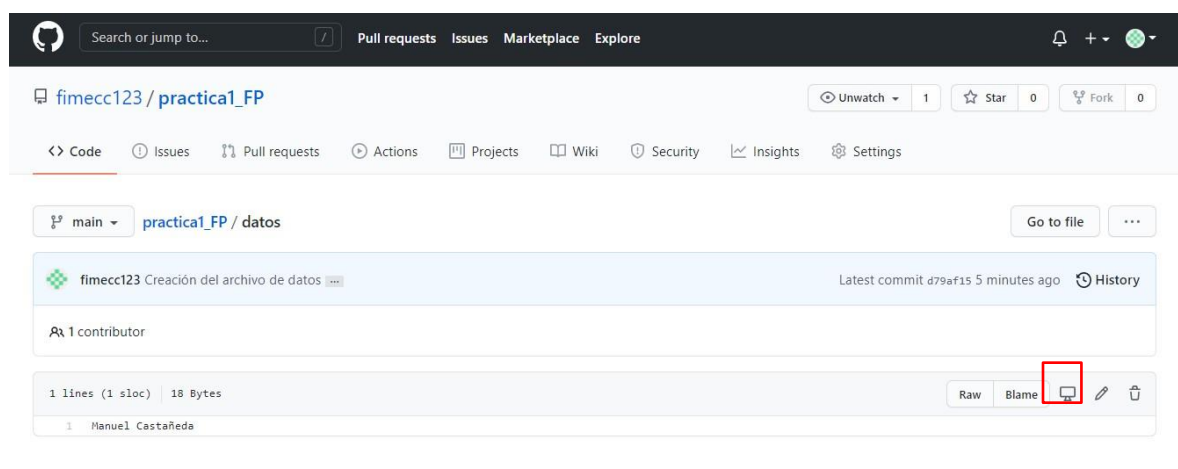 Search or jump to... / Pull requests Issues Marketplace Explore
fimecc123 / practica1_FP Unwatch 1 Star 0 Fork 0
Code Issues Pull requests Actions Projects Wiki Security Insights Settings
main practica1_FP / datos Go to file ...
fimecc123 Creación del archivo de datos ... Latest commit d79af15 5 minutes ago History
1 contributor
1 lines (1 sloc) 18 Bytes Raw Blame
1 Manuel Castañeda